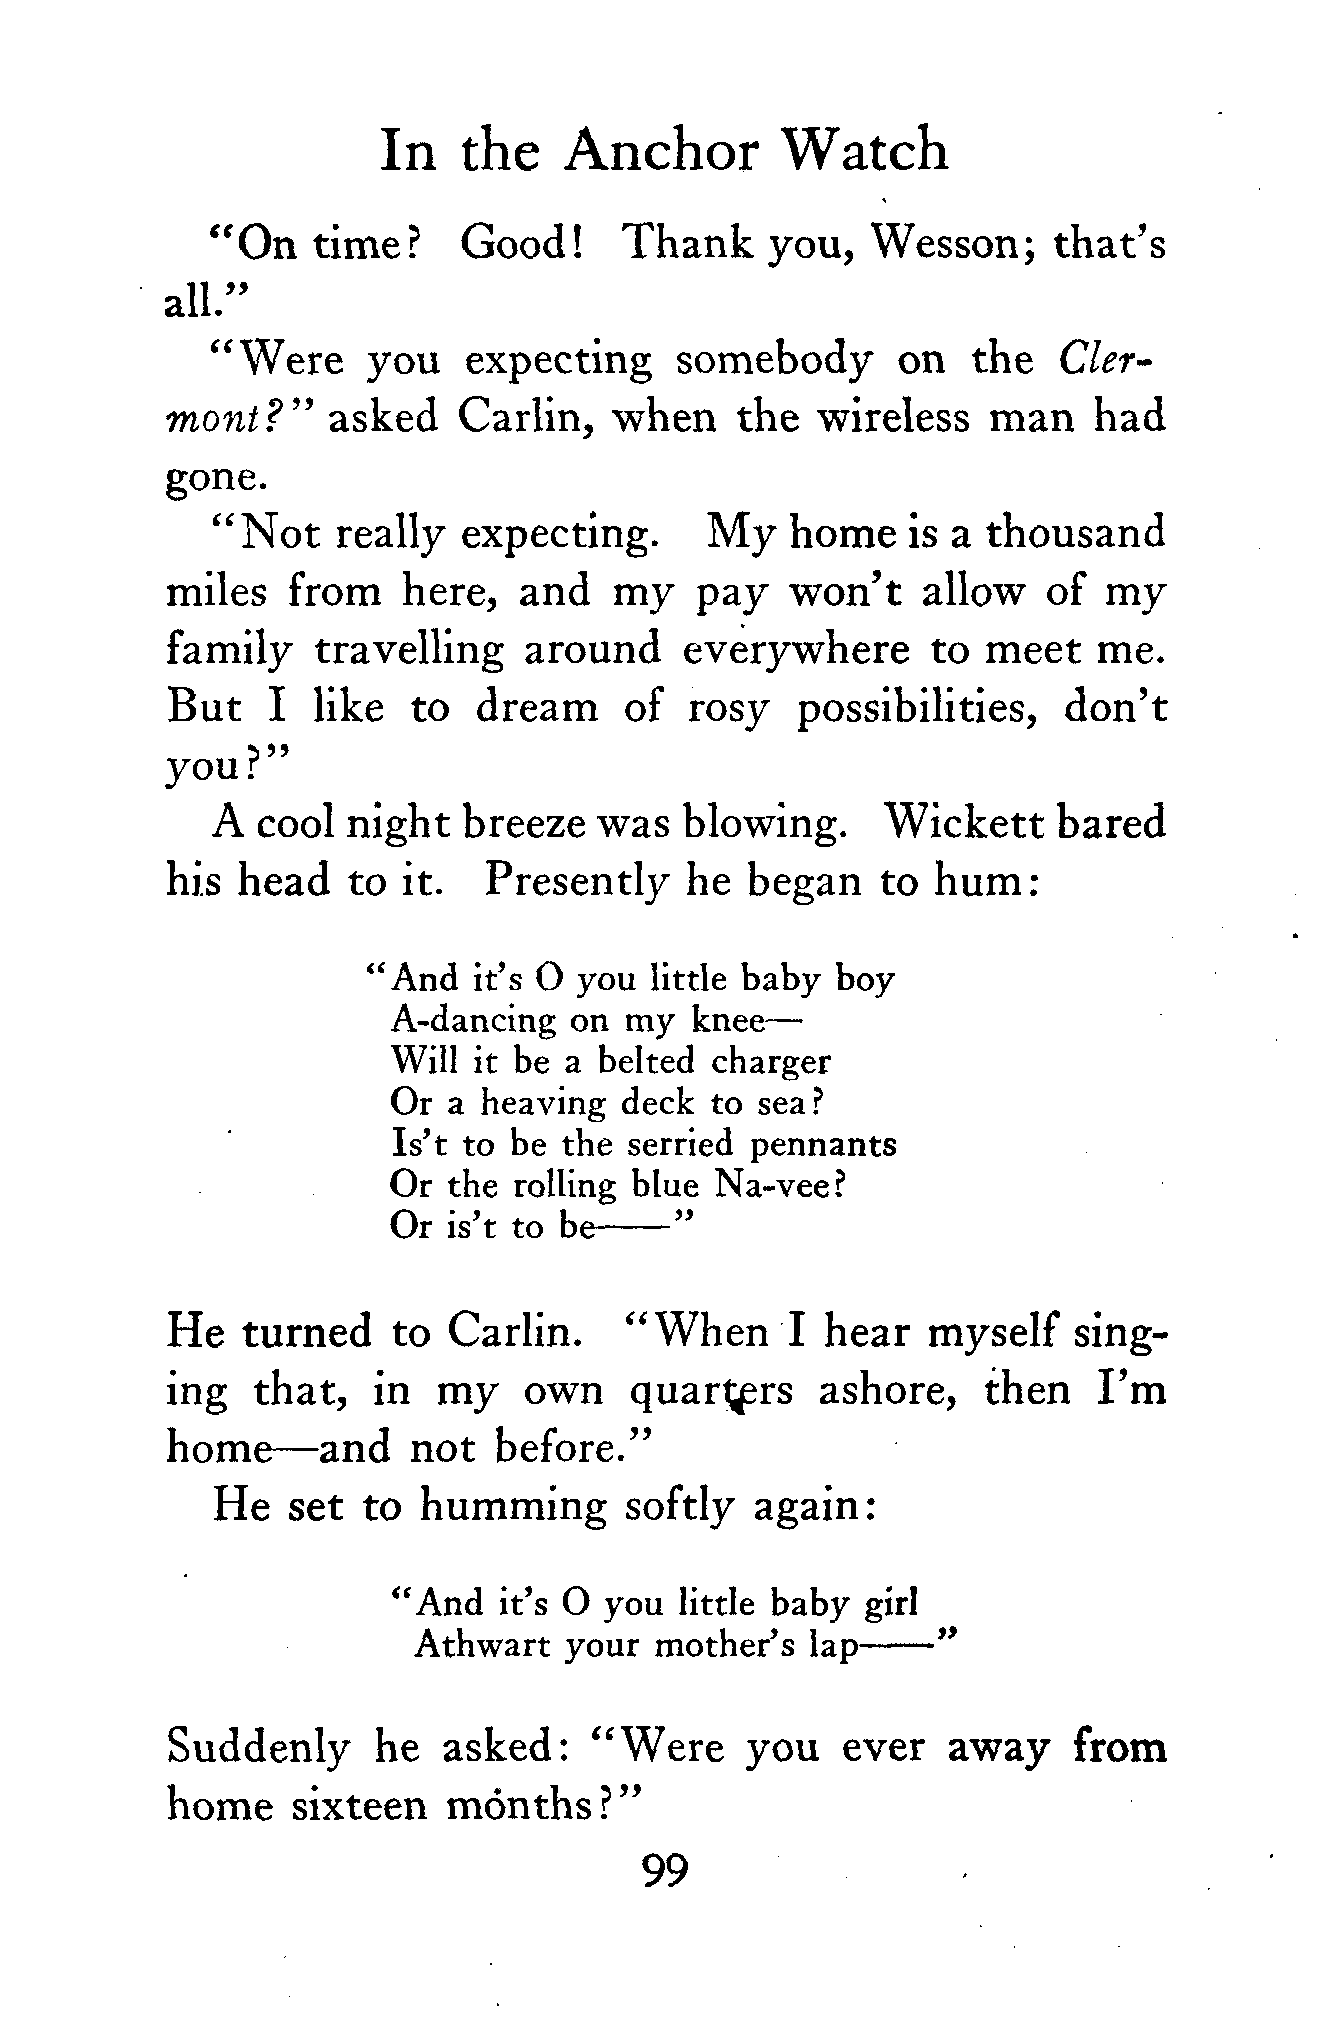 In the Anchor Watch
“On time? Good! Thank you, Wesson; that’s
all.”
“Were you expecting somebody on the Cler-
mont?” asked Carlin, when the wireless man had
gone.
“Not really expecting. My home is a thousand
miles from here, and my pay won’t allow of my
family travelling around everywhere to meet me.
But I like to dream of rosy possibilities, don’t
you?”
A cool night breeze was blowing. Wickett bared
his head to it. Presently he began to hum:
“And it’s O you little baby boy
A-dancing on my knee—
Will it be a belted charger
Or a heaving deck to sea?
Is’t to be the serried pennants
Or the rolling blue Na-vee?
Or is’t to be——”
He turned to Carlin. “When I hear myself sing-
ing that, in my own quarters ashore, then I’m
home—and not before.”
He set to humming softly again:
“And it’s O you little baby girl
Athwart your mother’s lap——”
Suddenly he asked: “Were you ever away from
home sixteen months?”
99